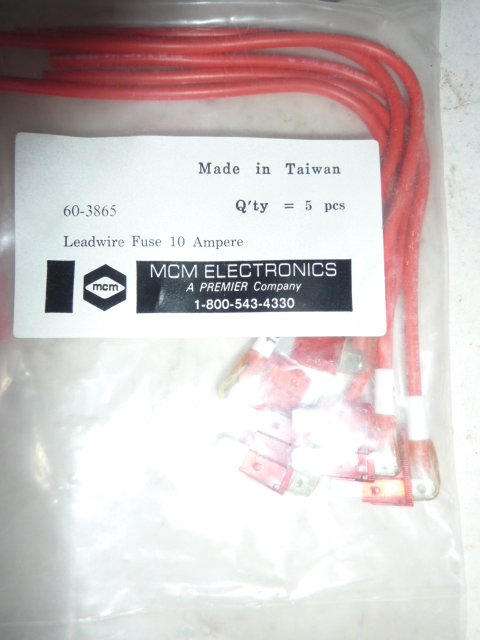 Made in Taiwan
60-3865 Q'ty = 5 pcs
Leadwire Fuse 10 Ampere
mcm
MCM ELECTRONICS
A PREMIER Company
1-800-543-4330